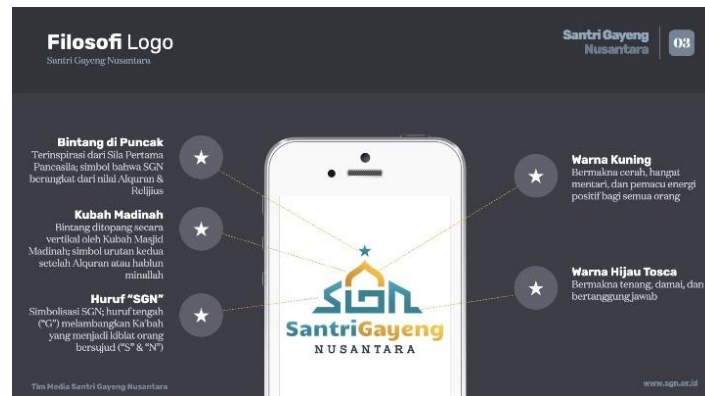 Filosofi Logo
Santri Gayeng Nusantara
Santri Gayeng
Nusantara
03
Bintang di Puncak
Terinspirasi dari Sila Pertama
Pancasila; simbol bahwa SGN
berangkat dari nilai Alquran &
Relijius
Kubah Madinah
Bintang ditopang secara
vertikal oleh Kubah Masjid
Madinah; simbol urutan kedua
setelah Alquran atau hablun
minallah
Huruf “SGN”
Simbolisasi SGN; huruf tengah
(“G”) melambangkan Ka'bah
yang menjadi kiblat orang
bersujud (“S” & “N”)
SGN
SantriGayeng
NUSANTARA
Warna Kuning
Bermakna cerah, hangat
mentari, dan pemacu energi
positif bagi semua orang
Warna Hijau Tosca
Bermakna tenang, damai, dan
bertanggung jawab
Tim Media Santri Gayeng Nusantara
www.sgn.or.id